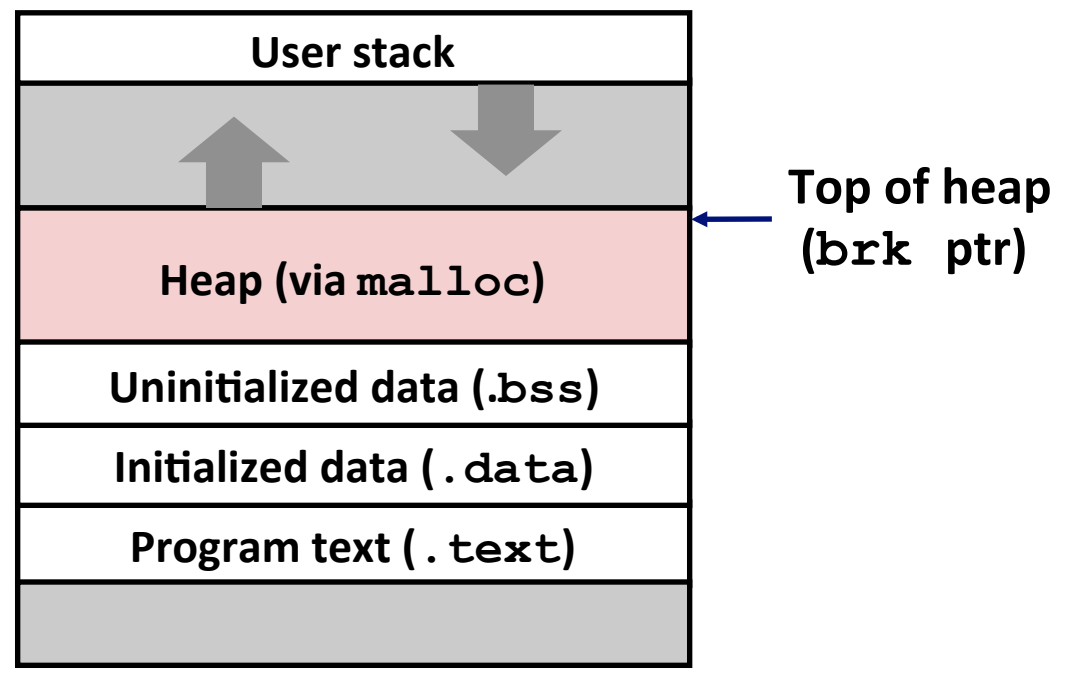 User stack
Top of heap
(brk ptr)
Heap (via malloc)
Uninitialized data (.bss)
Initialized data (.data)
Program text (.text)